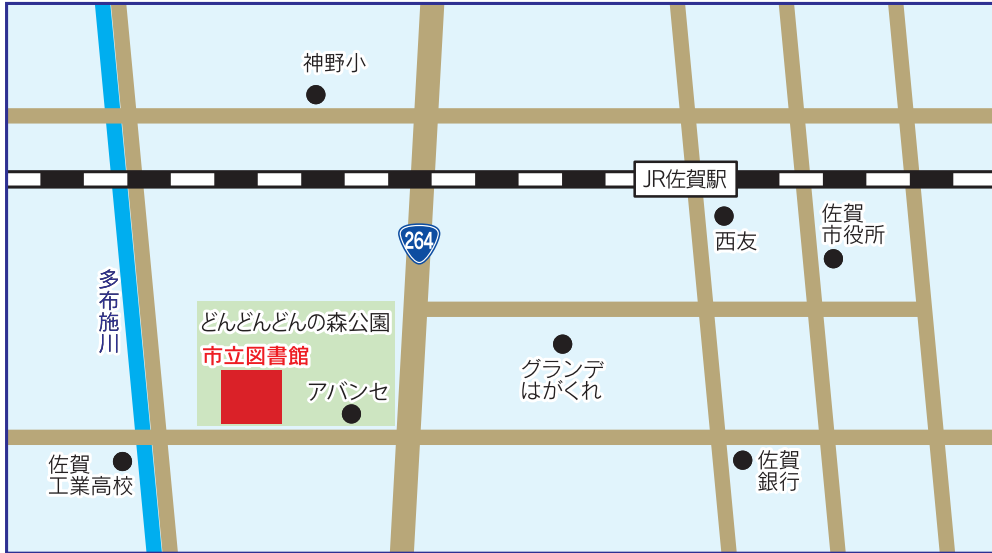 神野小
JR佐賀駅
西友
佐賀
市役所
264
多布施川
どんどんどんの森公園
市立図書館
アバンセ
グランデ
はがくれ
佐賀
工業高校
佐賀
銀行